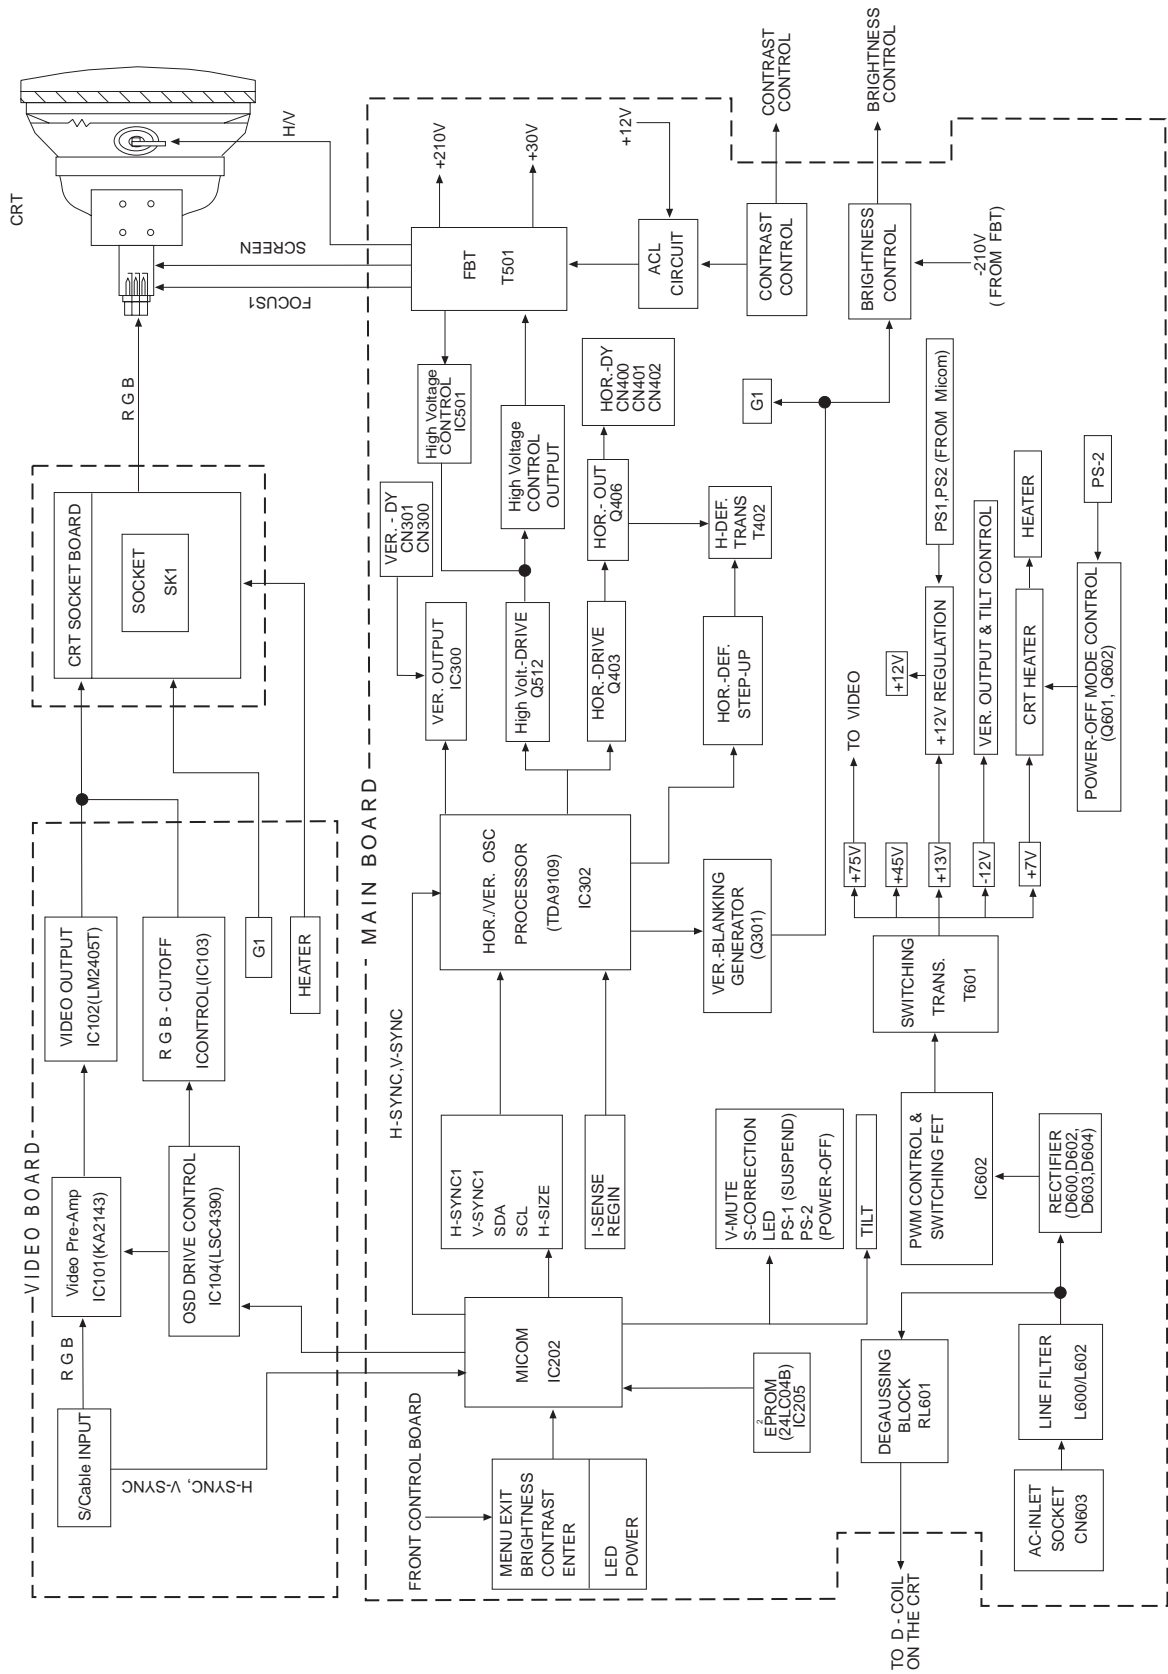 VIDEO BOARD
S/Cable INPUT
R G B
H-SYNC, V-SYNC
Video Pre-Amp
IC101(KA2143)
OSD DRIVE CONTROL
IC104(LSC4390)
VIDEO OUTPUT
IC102(LM2405T)
R G B - CUTOFF
ICONTROL(IC103)
G1
HEATER
CRT SOCKET BOARD
SOCKET
SK1
R G B
CRT
FOCUS1
SCREEN
H/V
MAIN BOARD
FRONT CONTROL BOARD
MENU EXIT
BRIGHTNESS
CONTRAST
ENTER
LED
POWER
MICOM
IC202
2
EPROM
(24LC04B)
IC205
H-SYNC,V-SYNC
H-SYNC1
V-SYNC1
SDA
SCL
H-SIZE
I-SENSE
REGIN
V-MUTE
S-CORRECTION
LED
PS-1 (SUSPEND)
PS-2
(POWER-OFF)
TILT
HOR./VER. OSC
PROCESSOR
(TDA9109)
IC302
VER.-BLANKING
GENERATOR
(Q301)
VER. OUTPUT
IC300
VER. - DY
CN301
CN300
High Volt.-DRIVE
Q512
HOR.-DRIVE
Q403
HOR.-DEF.
STEP-UP
High Voltage
CONTROL
IC501
High Voltage
CONTROL
OUTPUT
HOR.- OUT
Q406
HOR.-DY
CN400
CN401
CN402
H-DEF.
TRANS
T402
FBT
T501
+210V
+30V
+12V
ACL
CIRCUIT
CONTRAST
CONTROL
CONTRAST
CONTROL
G1
BRIGHTNESS
CONTROL
BRIGHTNESS
CONTROL
-210V
( FROM FBT)
AC-INLET
SOCKET
CN603
LINE FILTER
L600/L602
DEGAUSSING
BLOCK
RL601
TO D - COIL
ON THE CRT
RECTIFIER
(D600,D602,
D603,D604)
PWM CONTROL &
SWITCHING FET
IC602
SWITCHING
TRANS.
T601
+75V
+45V
+13V
-12V
+7V
TO VIDEO
+12V
+12V REGULATION
PS1,PS2 (FROM Micom)
VER. OUTPUT & TILT CONTROL
CRT HEATER
HEATER
POWER-OFF MODE CONTROL
(Q601, Q602)
PS-2